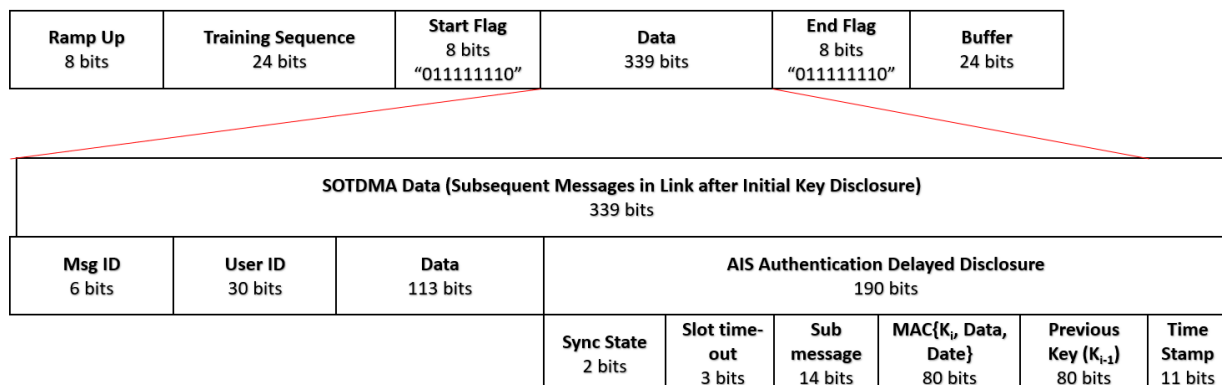 Ramp Up
8 bits
Training Sequence
24 bits
Start Flag
8 bits
“011111110”
Data
339 bits
End Flag
8 bits
“011111110”
Buffer
24 bits
SOTDMA Data (Subsequent Messages in Link after Initial Key Disclosure)
339 bits
Msg ID
6 bits
User ID
30 bits
Data
113 bits
AIS Authentication Delayed Disclosure
190 bits
Sync State
2 bits
Slot time-
out
3 bits
Sub
message
14 bits
MAC{Ki, Data,
Date}
80 bits
Previous
Key (Ki-1)
80 bits
Time
Stamp
11 bits